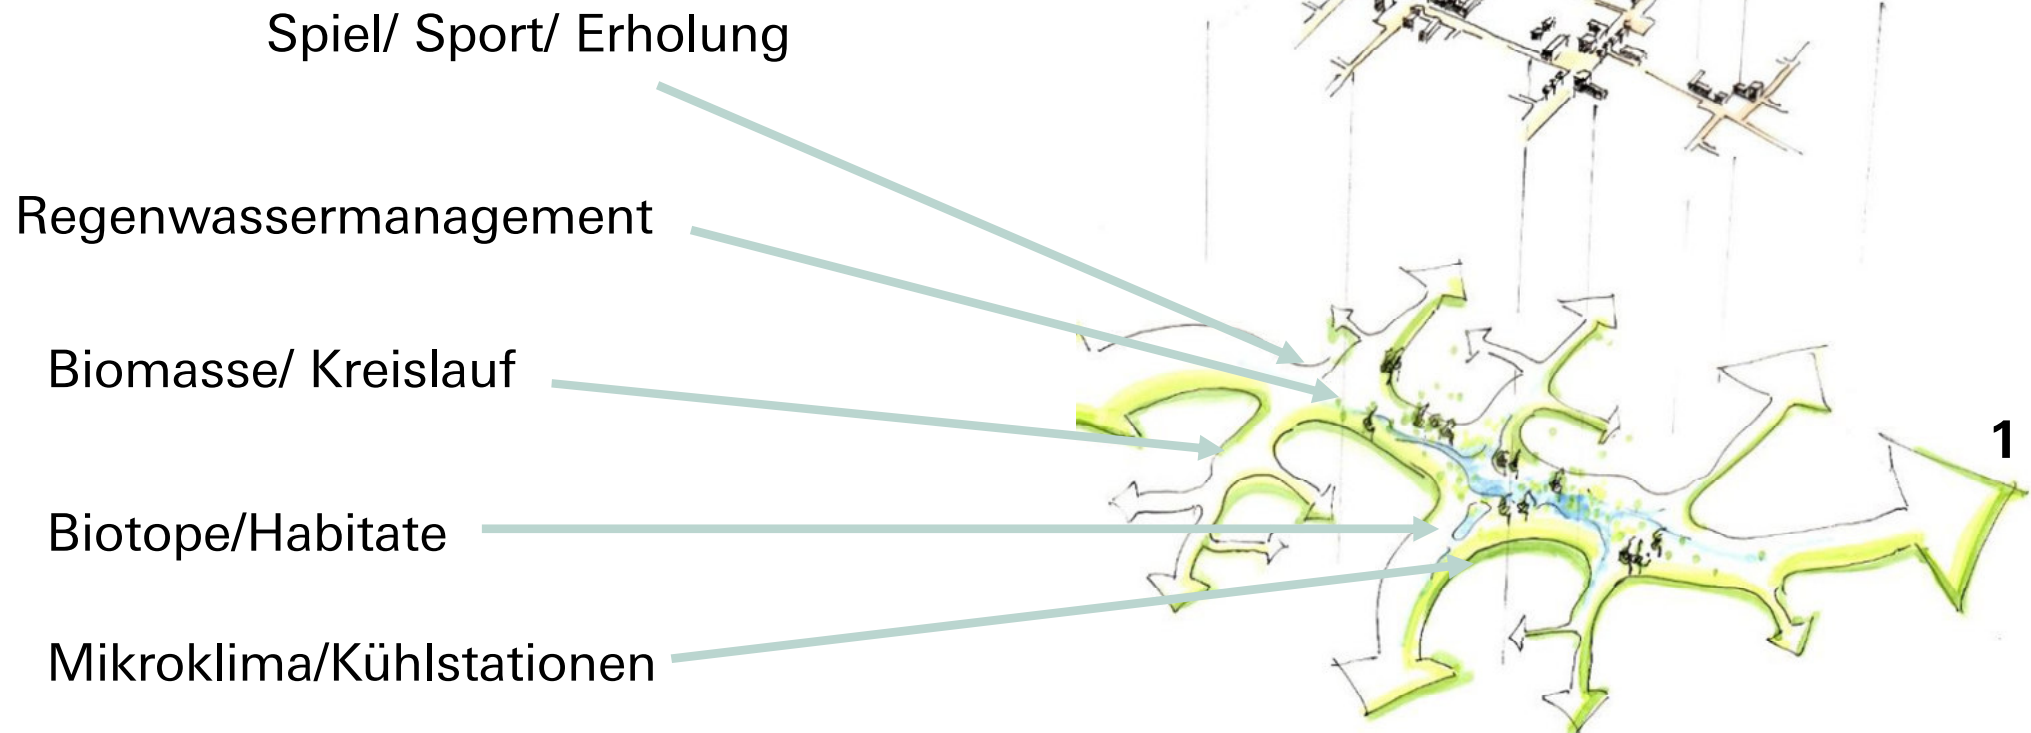 Spiel/ Sport/ Erholung
Regenwassermanagement
Biomasse/ Kreislauf
1
Biotope/Habitate
Mikroklima/Kühlstationen